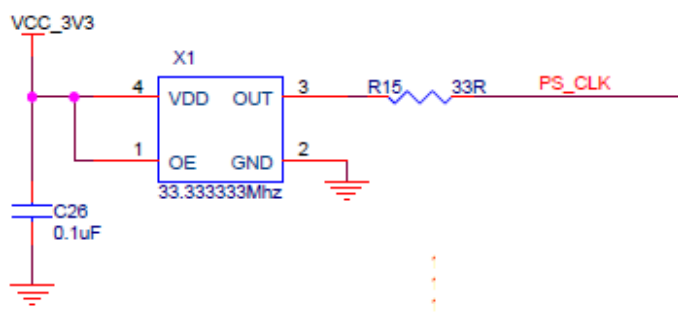 VCC_3V3
X1
4 VDD OUT 3 R15 33R PS_CLK
1 OE GND 2
33.333333Mhz
C26
0.1uF